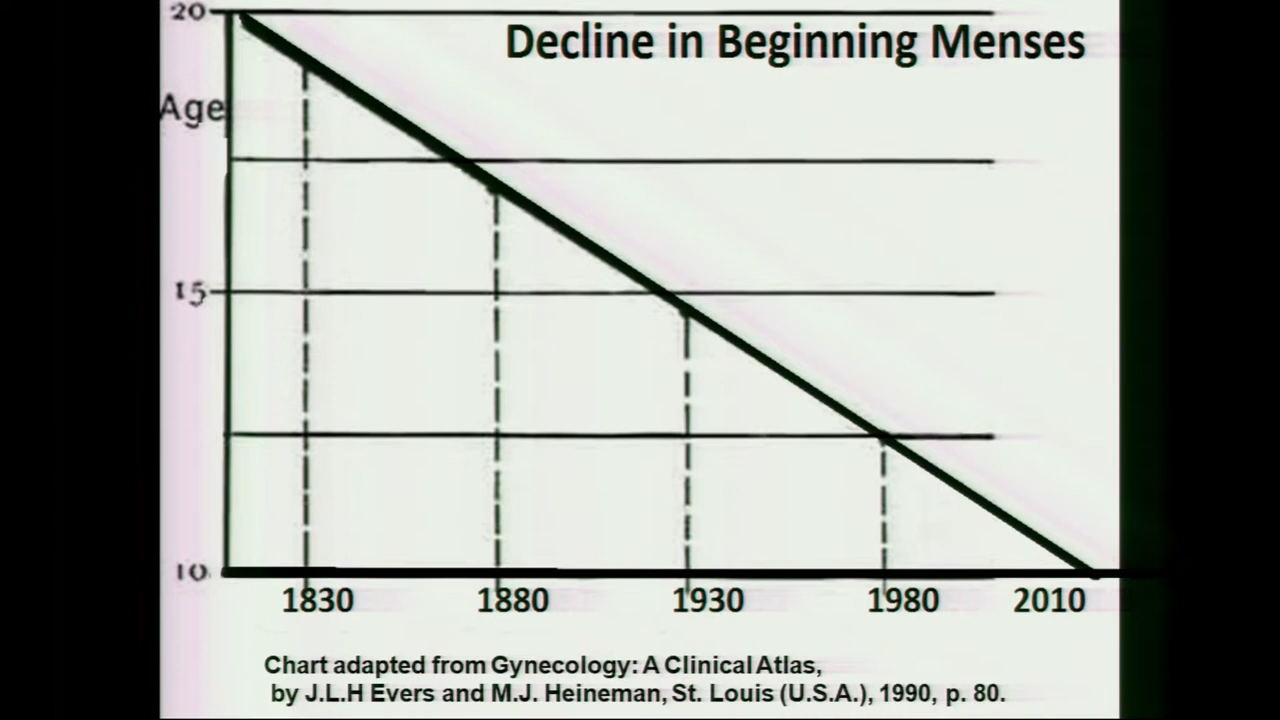 20
Decline in Beginning Menses
Age
15
10
1830 1880 1930 1980 2010
Chart adapted from Gynecology: A Clinical Atlas,
by J.L.H Evers and M.J. Heineman, St. Louis (U.S.A.), 1990, p. 80.